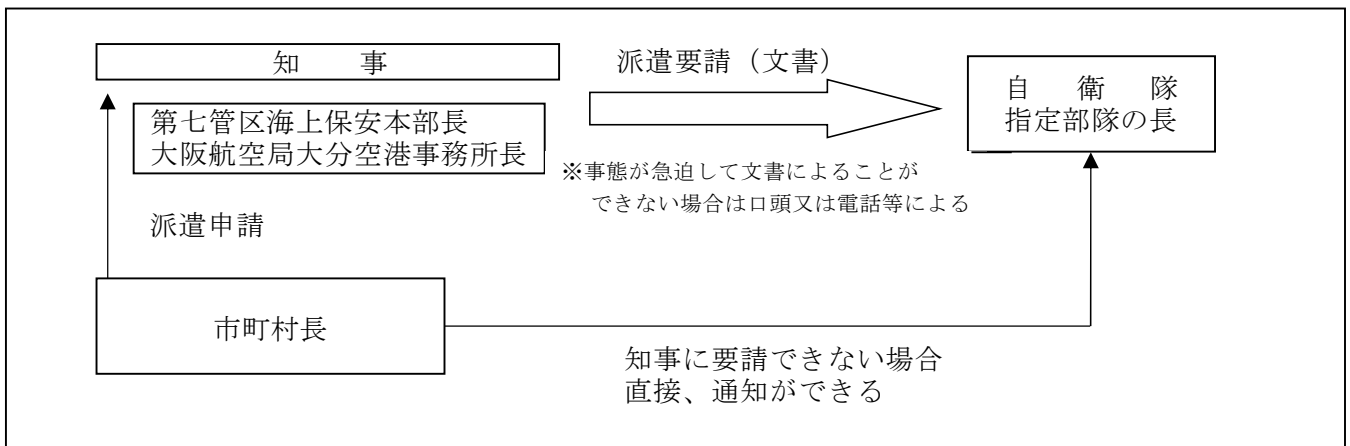 知　　事
第七管区海上保安本部長
大阪航空局大分空港事務所長
派遣要請（文書）
※事態が急迫して文書によることが
できない場合は口頭又は電話等による
自　衛　隊
指定部隊の長
派遣申請
市町村長
知事に要請できない場合
直接、通知ができる